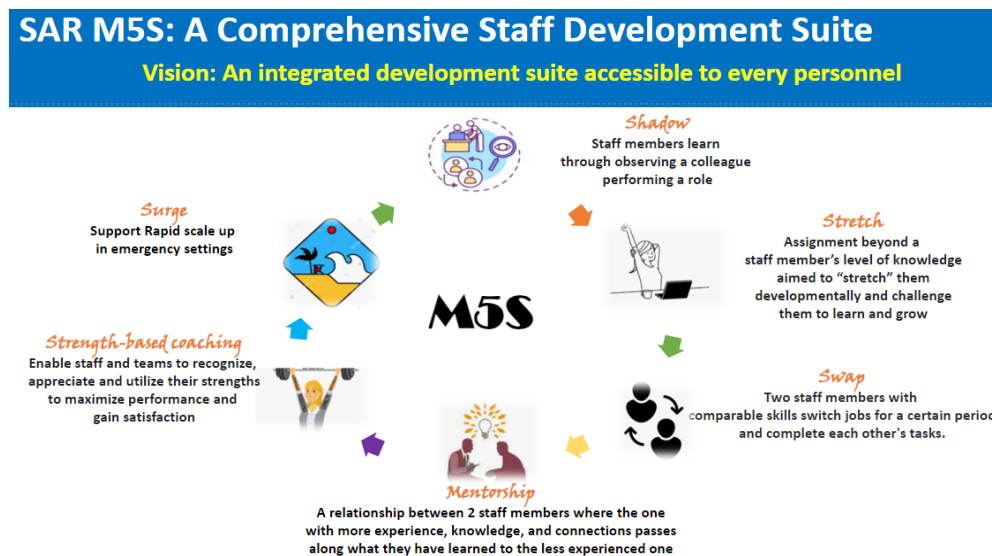 SAR M5S: A Comprehensive Staff Development Suite
Vision: An integrated development suite accessible to every personnel
Shadow
Staff members learn
through observing a colleague
performing a role
Stretch
Assignment beyond a
staff member's level of knowledge
aimed to “stretch” them
developmentally and challenge
them to learn and grow
Swap
Two staff members with
comparable skills switch jobs for a certain period
and complete each other's tasks.
Mentorship
A relationship between 2 staff members where the one
with more experience, knowledge, and connections passes
along what they have learned to the less experienced one
Strength-based coaching
Enable staff and teams to recognize,
appreciate and utilize their strengths
to maximize performance and
gain satisfaction
Surge
Support Rapid scale up
in emergency settings
M5S